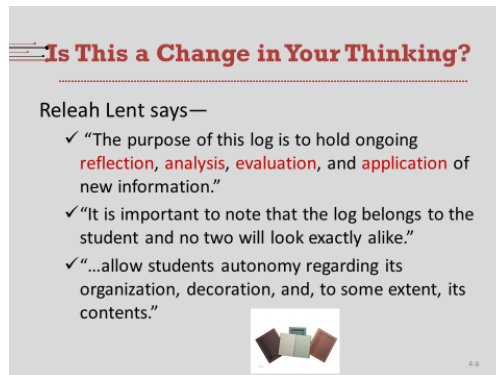 Is This a Change in Your Thinking?
Releah Lent says—
✓ “The purpose of this log is to hold ongoing
reflection, analysis, evaluation, and application of
new information.”
✓ “It is important to note that the log belongs to the
student and no two will look exactly alike.”
✓ “…allow students autonomy regarding its
organization, decoration, and, to some extent, its
contents.”
4-6